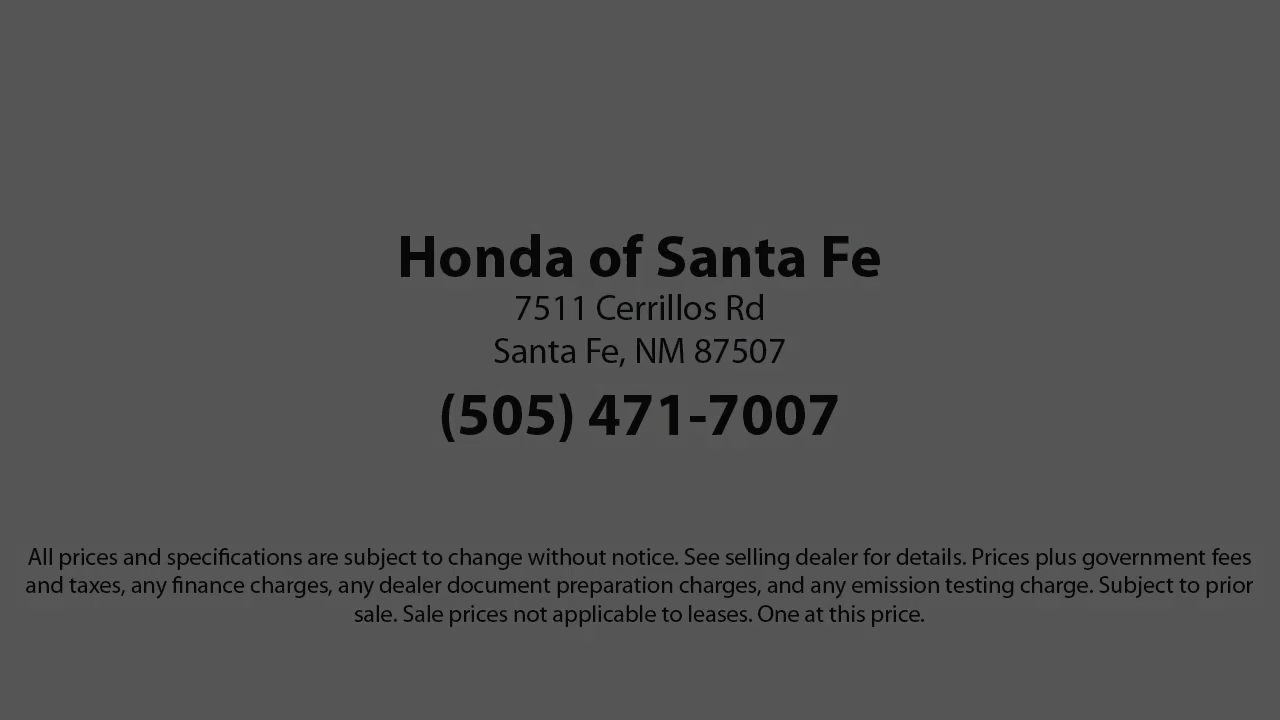 Honda of Santa Fe
7511 Cerrillos Rd
Santa Fe, NM 87507
(505) 471-7007
All prices and specifications are subject to change without notice. See selling dealer for details. Prices plus government fees
and taxes, any finance charges, any dealer document preparation charges, and any emission testing charge. Subject to prior
sale. Sale prices not applicable to leases. One at this price.